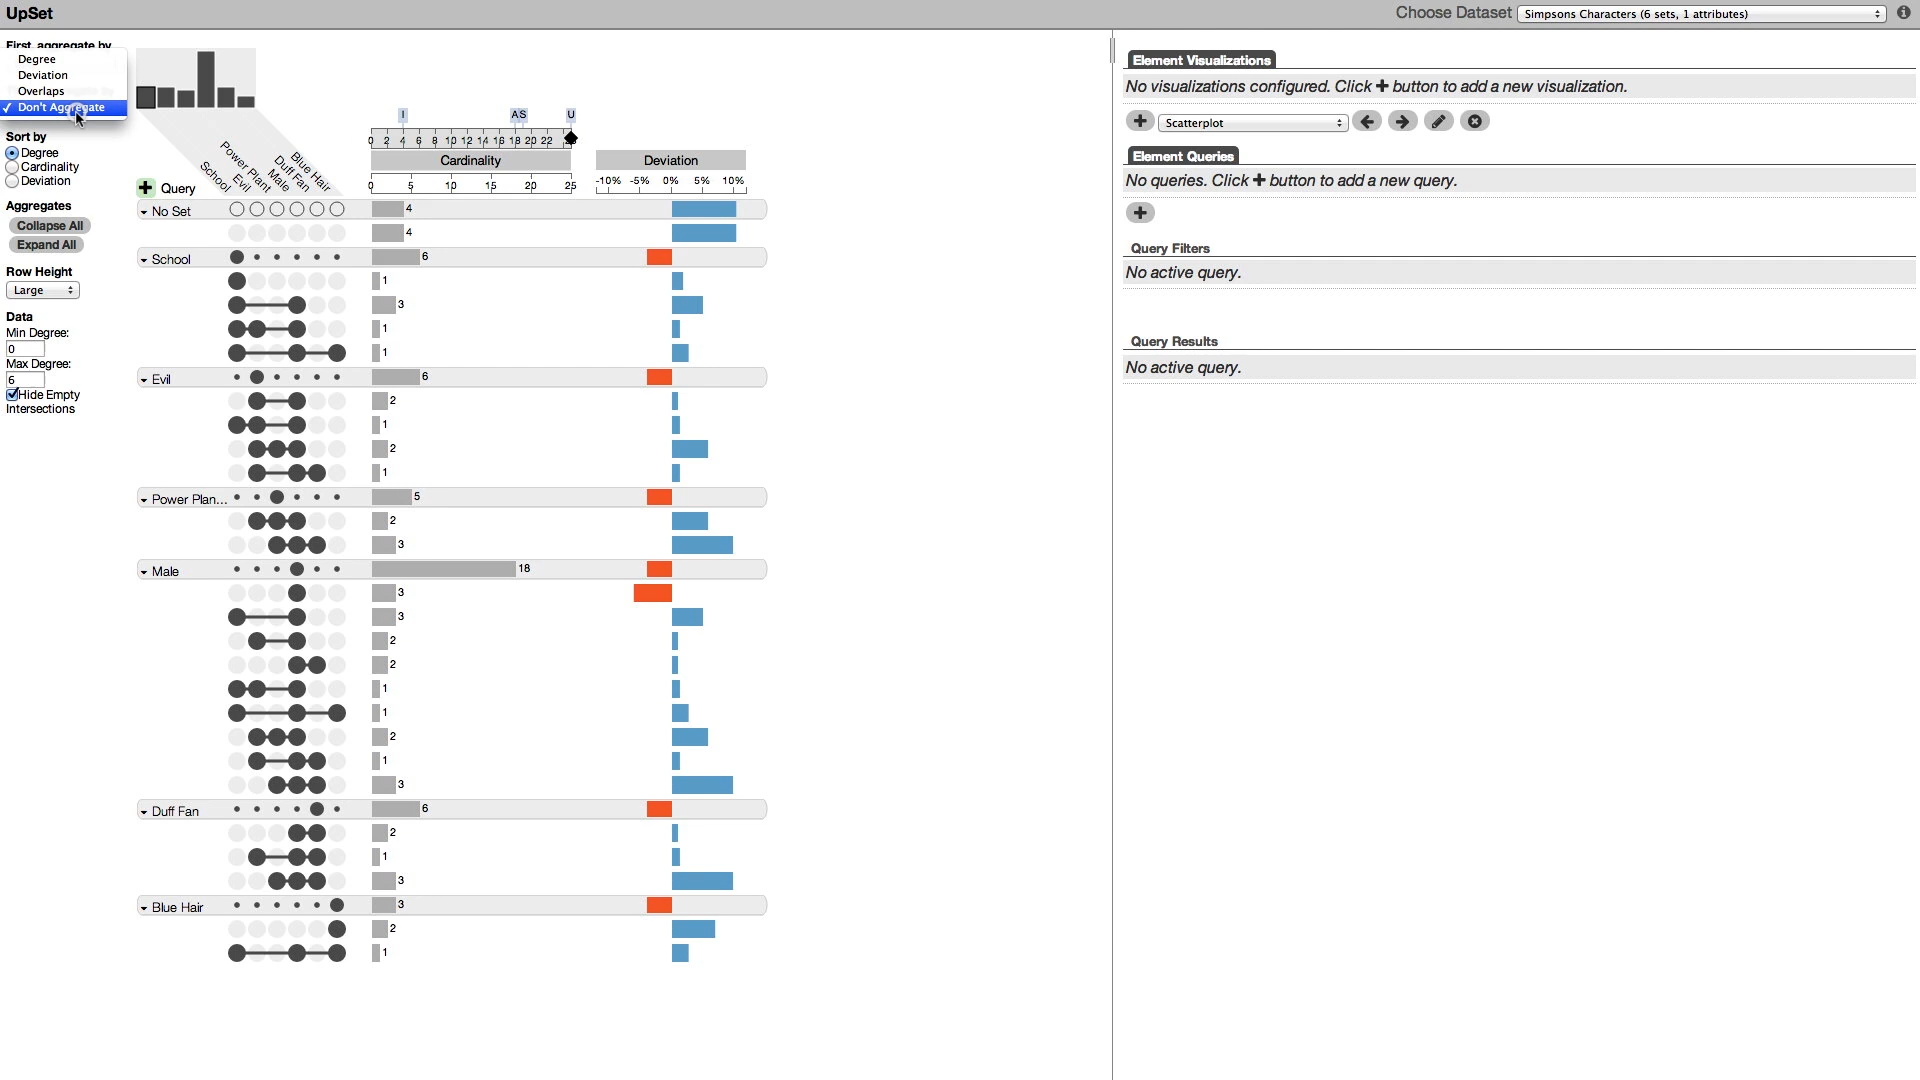 UpSet
Choose Dataset Simpsons Characters (6 sets, 1 attributes)
First, aggregate by
Degree
Deviation
Overlaps
✓ Don't Aggregate
Sort by
Degree
Cardinality
Deviation
Aggregates
Collapse All
Expand All
Row Height
Large
Data
Min Degree:
0
Max Degree:
6
Hide Empty
Intersections
School
Evil
Power Plant
Male
Duff Fan
Blue Hair
+ Query
I AS U
0 2 4 6 8 10 12 14 16 18 20 22
Cardinality
0 5 10 15 20 25
Deviation
-10% -5% 0% 5% 10%
No Set 4
4
School 6
1
3
1
1
Evil 6
2
1
2
1
Power Plan... 5
2
3
Male 18
3
3
2
2
1
1
2
1
3
Duff Fan 6
2
1
3
Blue Hair 3
2
1
Element Visualizations
No visualizations configured. Click + button to add a new visualization.
Scatterplot
Element Queries
No queries. Click + button to add a new query.
Query Filters
No active query.
Query Results
No active query.